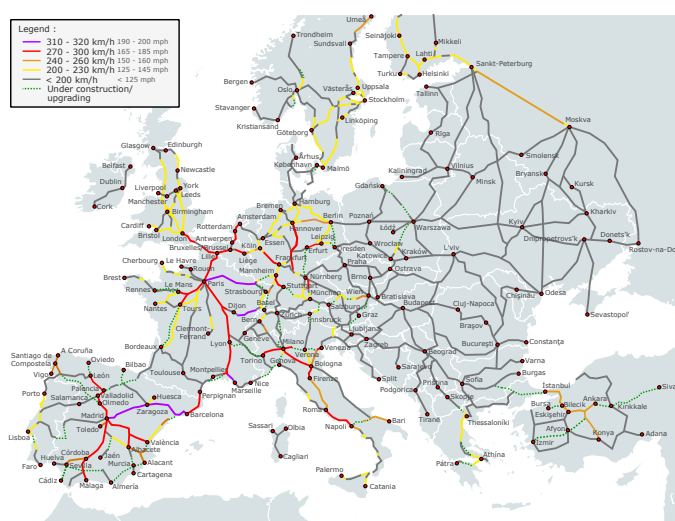 Legend :
310 - 320 km/h 190 - 200 mph
270 - 300 km/h 165 - 185 mph
240 - 260 km/h 150 - 160 mph
200 - 230 km/h 125 - 145 mph
< 200 km/h < 125 mph
Under construction/
upgrading
Umeå
Trondheim
Sundsvall
Seinäjoki
Mikkeli
Tampere
Lahti
Sankt-Peterburg
Turku
Helsinki
Tallinn
Bergen
Oslo
Västerås
Uppsala
Stockholm
Stavanger
Kristiansand
Göteborg
Linköping
Moskva
Riga
Glasgow
Edinburgh
Århus
København
Malmö
Smolensk
Vilnius
Kaliningrad
Minsk
Bryansk
Belfast
Newcastle
Gdańsk
Kursk
Dublin
Liverpool
York
Leeds
Manchester
Cork
Birmingham
Bremen
Hamburg
Berlin
Poznań
Warszawa
Kharkiv
Kyiv
Cardiff
Bristol
London
Amsterdam
Rotterdam
Antwerpen
Hannover
Łódź
Donets'k
Dnipropetrovs'k
Rostov-na-Donu
Bruxelles/Brussel
Lille
Liège
Köln
Essen
Leipzig
Erfurt
Dresden
Wrocław
Katowice
Kraków
L'viv
Cherbourg
Le Havre
Rouen
Frankfurt
Mannheim
Praha
Ostrava
Brest
Rennes
Le Mans
Paris
Strasbourg
Stuttgart
Nürnberg
Brno
Nantes
Tours
Dijon
Basel
München
Wien
Bratislava
Chișinău
Odesa
Salzburg
Budapest
Cluj-Napoca
Sevastopol'
Bern
Zürich
Innsbruck
Graz
Clermont-
Ferrand
Genève
Ljubljana
Zagreb
Brașov
Bordeaux
Lyon
Milano
Torino
Verona
Venezia
Genova
Bologna
Beograd
București
Constanța
A Coruña
Santiago de
Compostela
Oviedo
Bilbao
Toulouse
Montpellier
Nice
Marseille
Firenze
Sarajevo
Split
Varna
Burgas
Vigo
León
Palencia
Huesca
Perpignan
Podgorica
Pristina
Sofia
Skopje
Porto
Salamanca
Valladolid
Olmedo
Zaragoza
Barcelona
Roma
Bari
Tiranë
Thessaloníki
İstanbul
Bursa
Bilecik
Ankara
Kırıkkale
Sivas
Madrid
Toledo
Sassari
Olbia
Napoli
Eskişehir
Afyon
Konya
Adana
İzmir
Lisboa
València
Albacete
Cagliari
Córdoba
Huelva
Sevilla
Faro
Jaén
Murcia
Alacant
Cartagena
Palermo
Catania
Pátra
Athína
Cádiz
Málaga
Almería